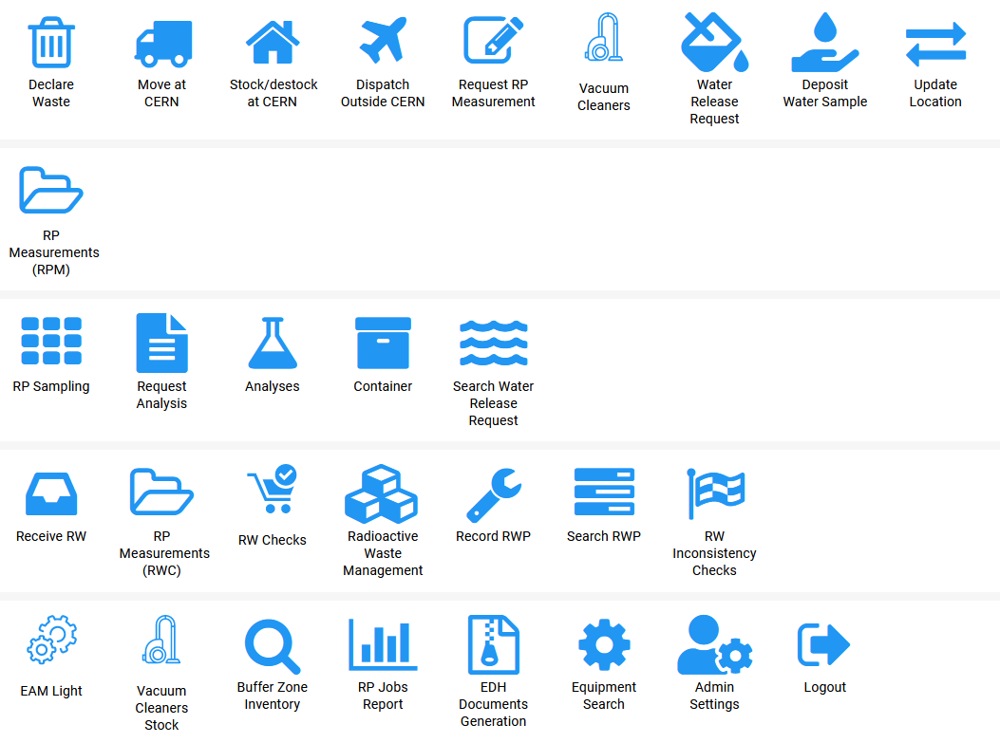 Declare
Waste
Move at
CERN
Stock/destock
at CERN
Dispatch
Outside CERN
Request RP
Measurement
Vacuum
Cleaners
Water
Release
Request
Deposit
Water Sample
Update
Location
RP
Measurements
(RPM)
RP Sampling
Request
Analysis
Analyses
Container
Search Water
Release
Request
Receive RW
RP
Measurements
(RWC)
RW Checks
Radioactive
Waste
Management
Record RWP
Search RWP
RW
Inconsistency
Checks
EAM Light
Vacuum
Cleaners
Stock
Buffer Zone
Inventory
RP Jobs
Report
EDH
Documents
Generation
Equipment
Search
Admin
Settings
Logout